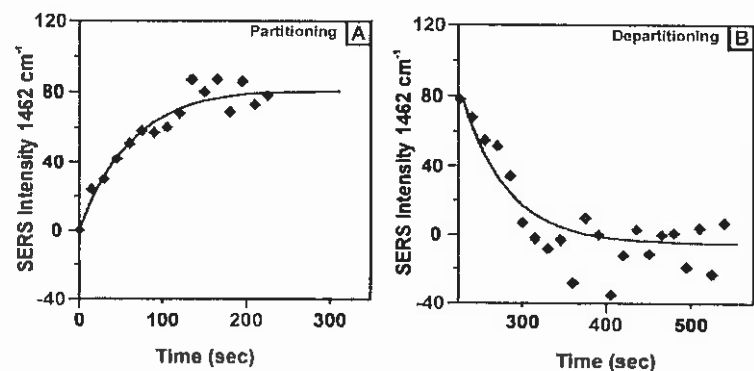 120
80
40
0
-40
SERS Intensity 1462 cm-1
Partitioning
A
0
100
200
300
Time (sec)
120
80
40
0
-40
SERS Intensity 1462 cm-1
Departitioning
B
300
400
500
Time (sec)